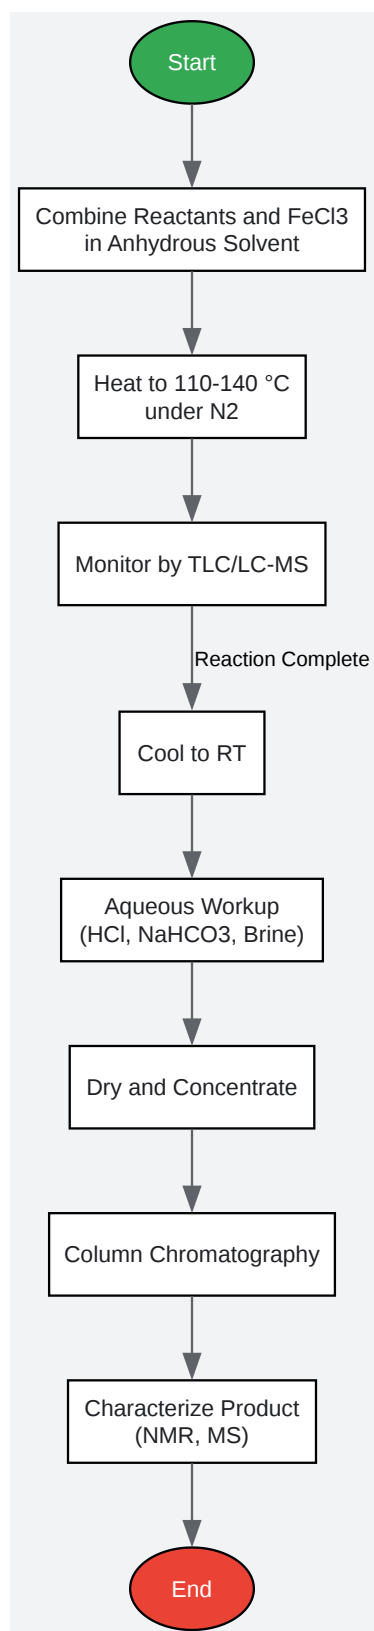 Start
Combine Reactants and FeCl3
in Anhydrous Solvent
Heat to 110-140 °C
under N2
Monitor by TLC/LC-MS
Reaction Complete
Cool to RT
Aqueous Workup
(HCl, NaHCO3, Brine)
Dry and Concentrate
Column Chromatography
Characterize Product
(NMR, MS)
End